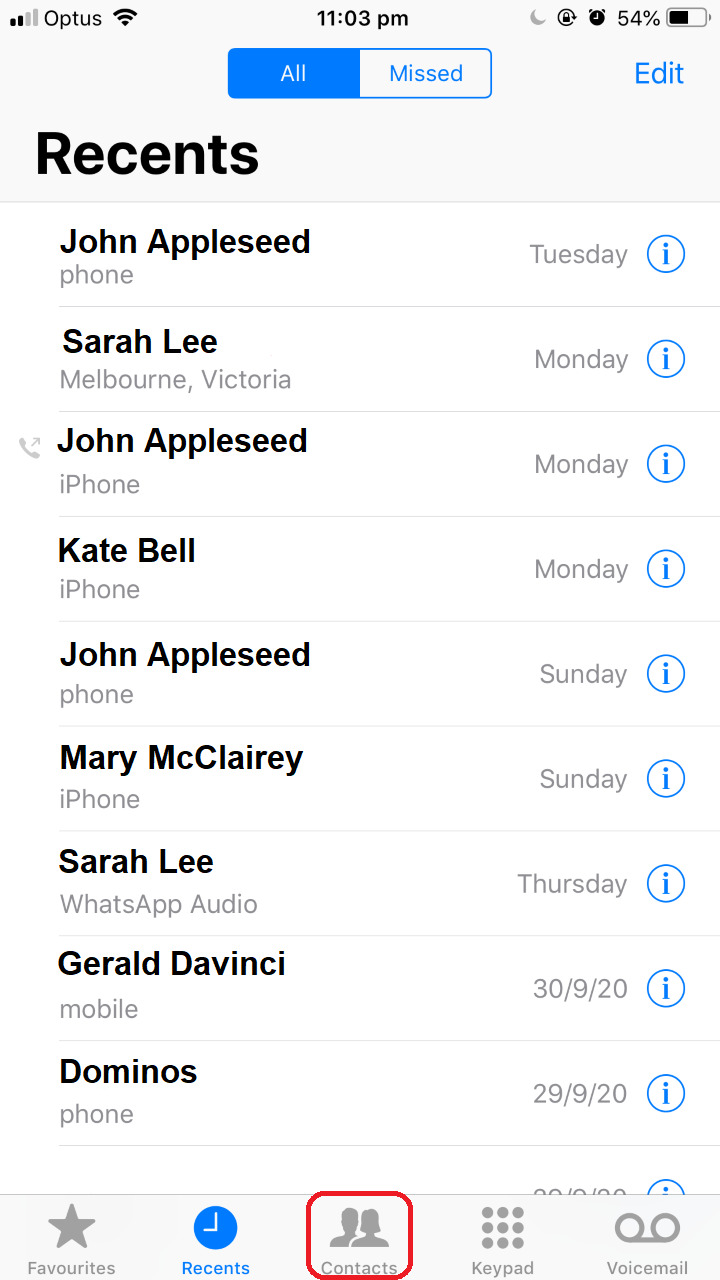 Optus 11:03 pm 54%
All Missed Edit
Recents
John Appleseed
phone
Tuesday
Sarah Lee
Melbourne, Victoria
Monday
John Appleseed
iPhone
Monday
Kate Bell
iPhone
Monday
John Appleseed
phone
Sunday
Mary McClairey
iPhone
Sunday
Sarah Lee
WhatsApp Audio
Thursday
Gerald Davinci
mobile
30/9/20
Dominos
phone
29/9/20
Favourites Recents Contacts Keypad Voicemail